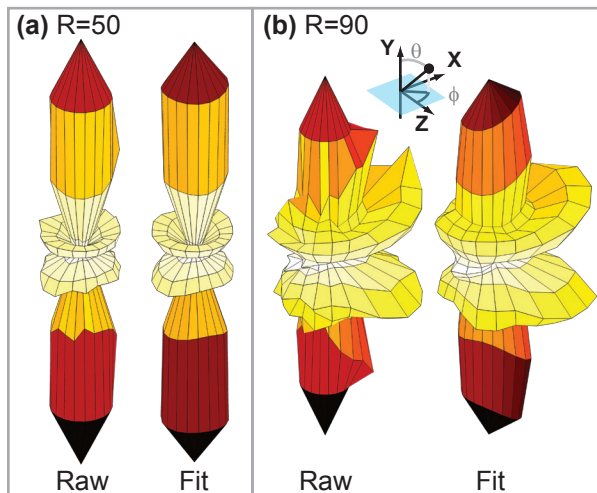 (a) R=50
(b) R=90
Y
θ
X
ϕ
Z
Raw
Fit
Raw
Fit